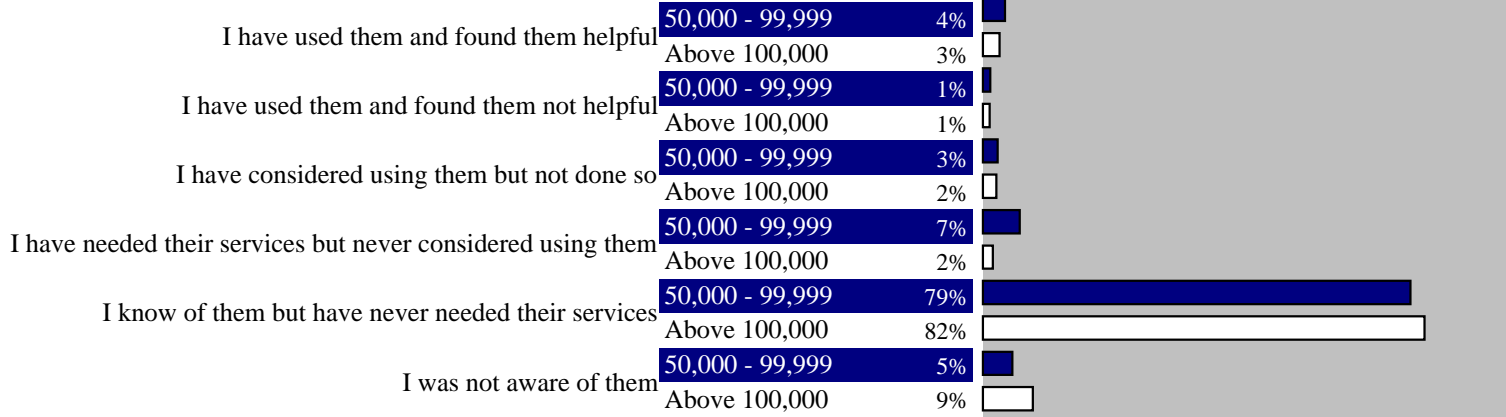 I have used them and found them helpful
50,000 - 99,999 4%
Above 100,000 3%
I have used them and found them not helpful
50,000 - 99,999 1%
Above 100,000 1%
I have considered using them but not done so
50,000 - 99,999 3%
Above 100,000 2%
I have needed their services but never considered using them
50,000 - 99,999 7%
Above 100,000 2%
I know of them but have never needed their services
50,000 - 99,999 79%
Above 100,000 82%
I was not aware of them
50,000 - 99,999 5%
Above 100,000 9%